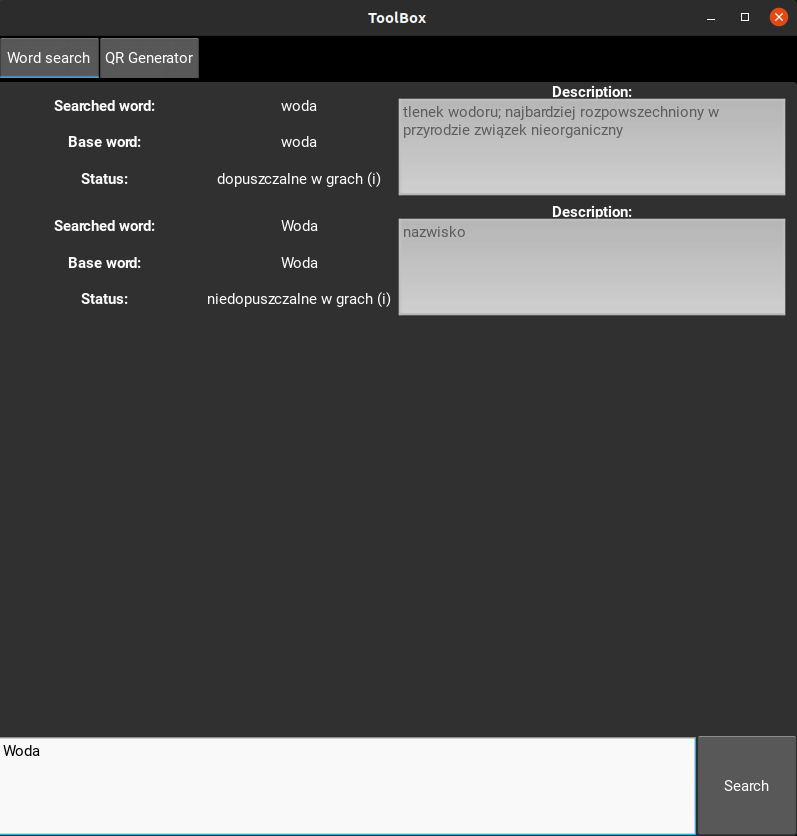 ToolBox
Word search
QR Generator
Searched word:
woda
Base word:
woda
Status:
dopuszczalne w grach (i)
Description:
tlenek wodoru; najbardziej rozpowszechniony w
przyrodzie związek nieorganiczny
Searched word:
Woda
Base word:
Woda
Status:
niedopuszczalne w grach (i)
Description:
nazwisko
Woda
Search